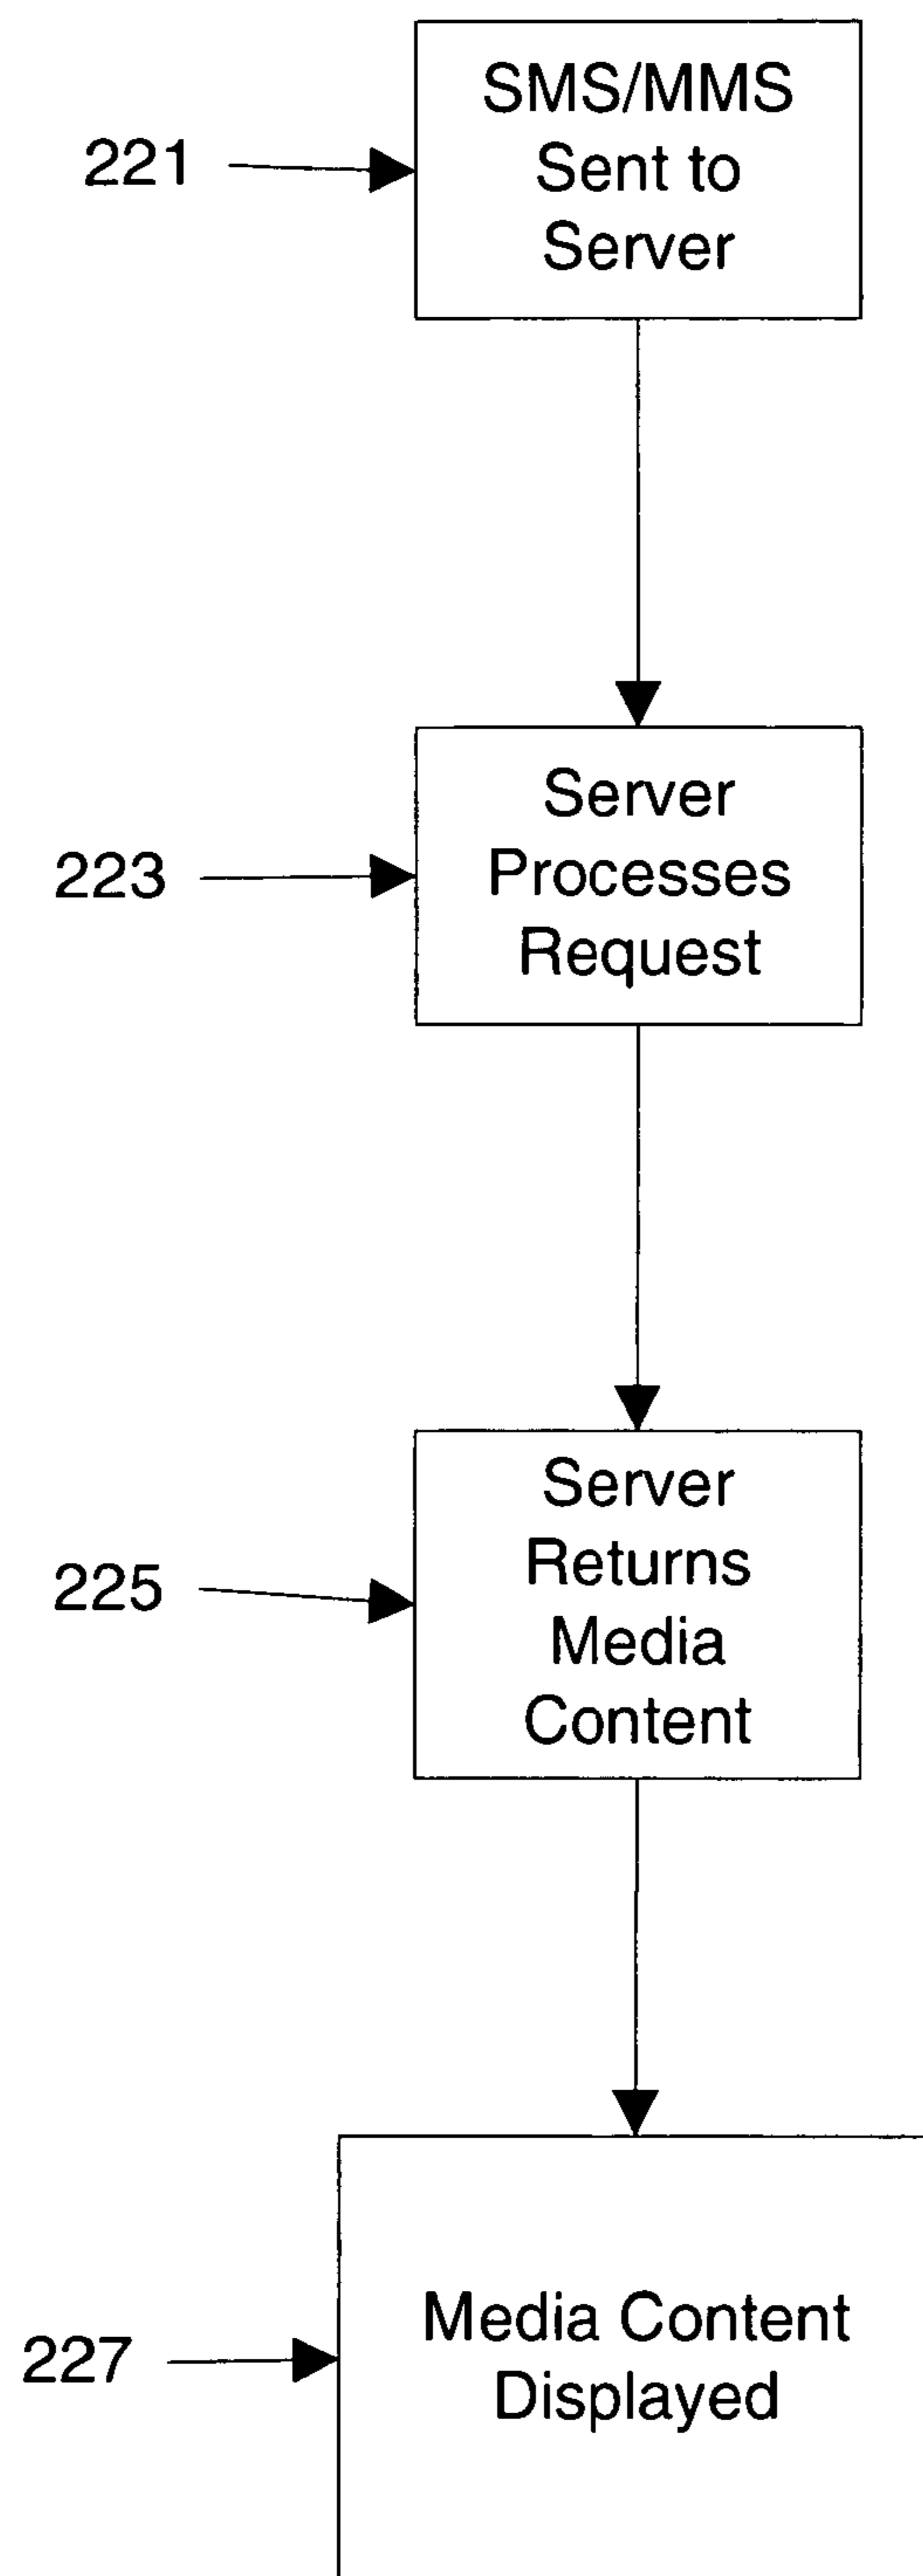 SMS/MMS
Sent to
Server
221
Server
Processes
Request
223
Server
Returns
Media
Content
225
Media Content
Displayed
227